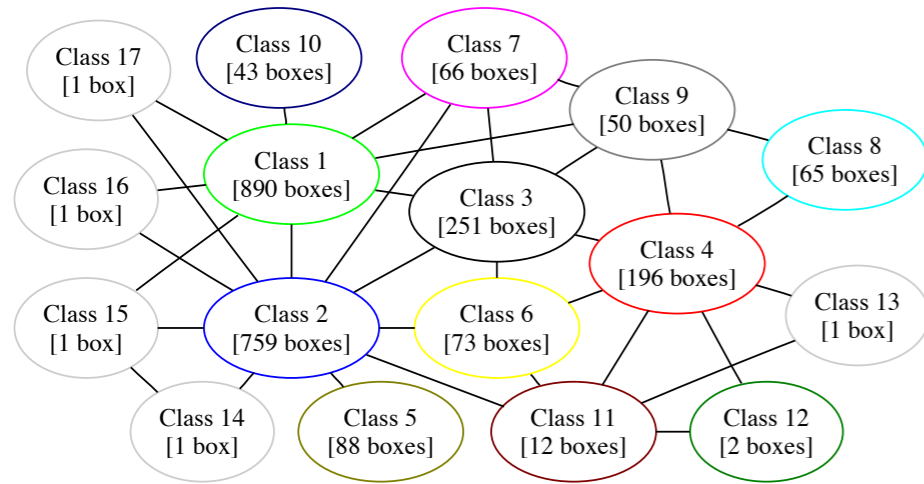 Class 17
[1 box]
Class 10
[43 boxes]
Class 7
[66 boxes]
Class 9
[50 boxes]
Class 8
[65 boxes]
Class 1
[890 boxes]
Class 16
[1 box]
Class 3
[251 boxes]
Class 4
[196 boxes]
Class 15
[1 box]
Class 2
[759 boxes]
Class 6
[73 boxes]
Class 13
[1 box]
Class 14
[1 box]
Class 5
[88 boxes]
Class 11
[12 boxes]
Class 12
[2 boxes]